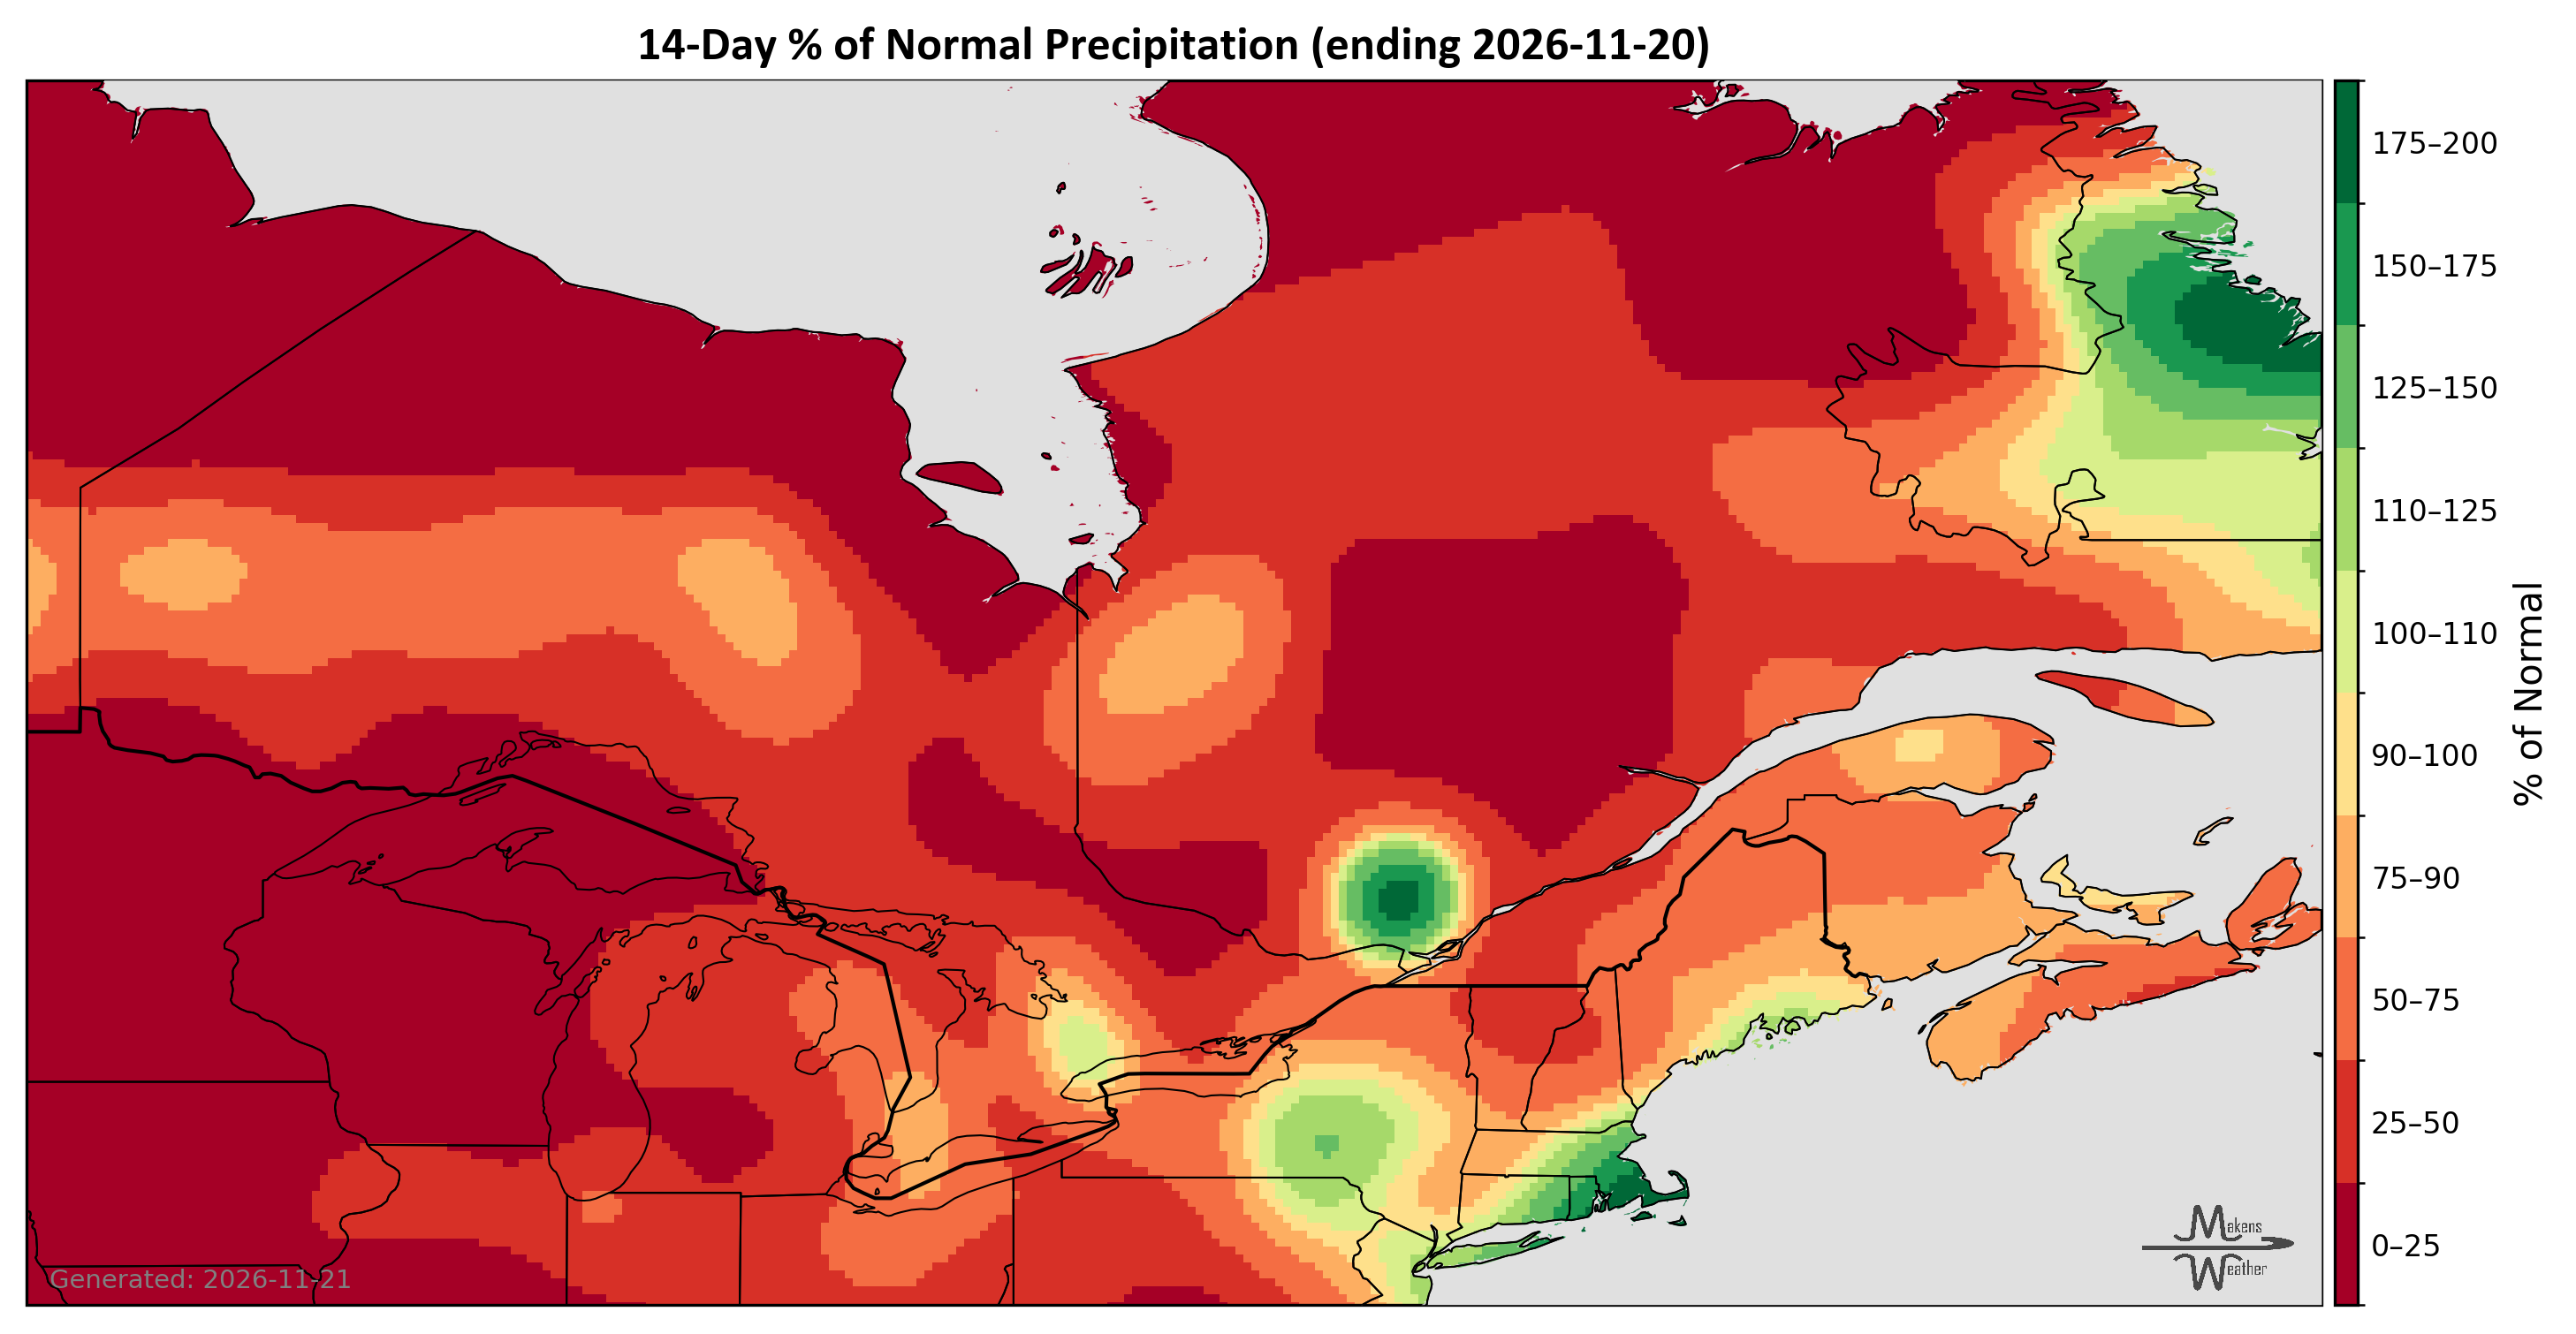 14-Day % of Normal Precipitation (ending 2026-11-20)
175–200
150–175
125–150
110–125
100–110
90–100
75–90
50–75
25–50
0–25
% of Normal
Generated: 2026-11-21
Makens
Weather